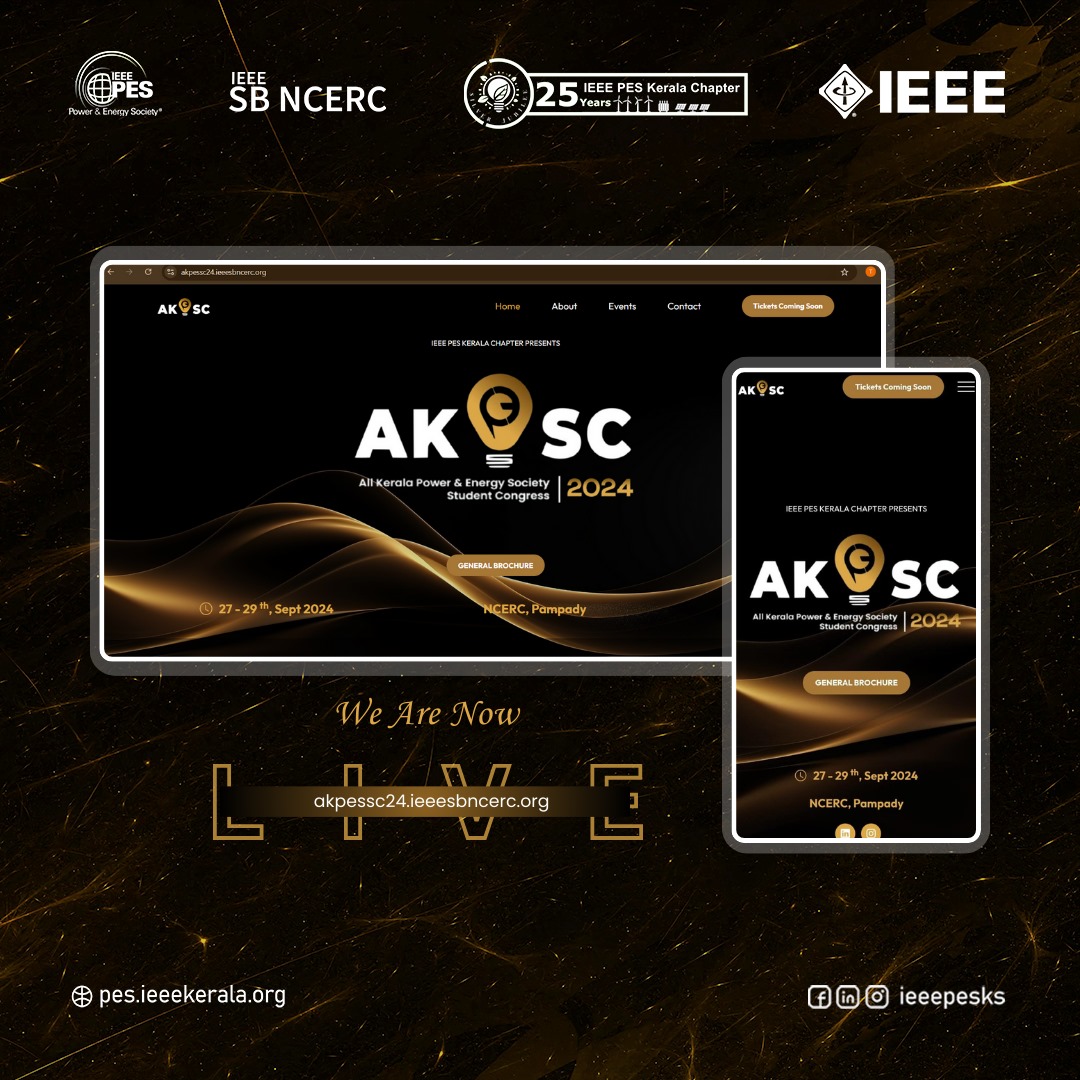 IEEE
PES
Power & Energy Society®
IEEE
SB NCERC
25 Years
IEEE PES Kerala Chapter
IEEE
akpessc24.ieeesbncerc.org
AK SC
Home About Events Contact
Tickets Coming Soon
IEEE PES KERALA CHAPTER PRESENTS
AK SC
All Kerala Power & Energy Society
Student Congress | 2024
GENERAL BROCHURE
27 - 29 th, Sept 2024
NCERC, Pampady
AK SC
Tickets Coming Soon
IEEE PES KERALA CHAPTER PRESENTS
AK SC
All Kerala Power & Energy Society
Student Congress | 2024
GENERAL BROCHURE
27 - 29 th, Sept 2024
NCERC, Pampady
We Are Now
LIVE
akpessc24.ieeesbncerc.org
pes.ieeekerala.org
ieeepesks